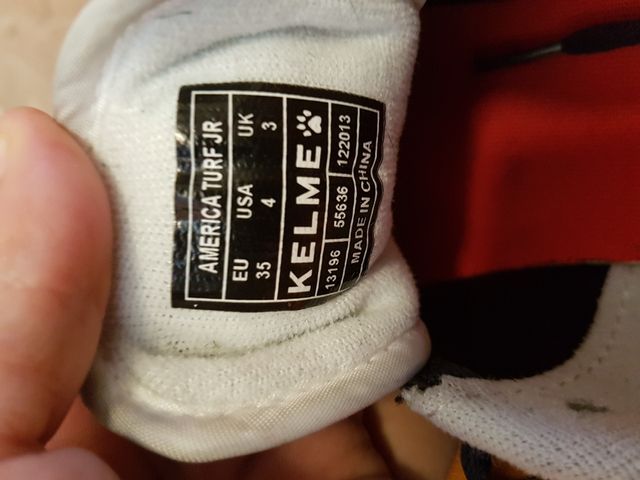 AMERICA TURF JR
EU USA UK
35 4 3
KELME
13196 55636 122013
MADE IN CHINA